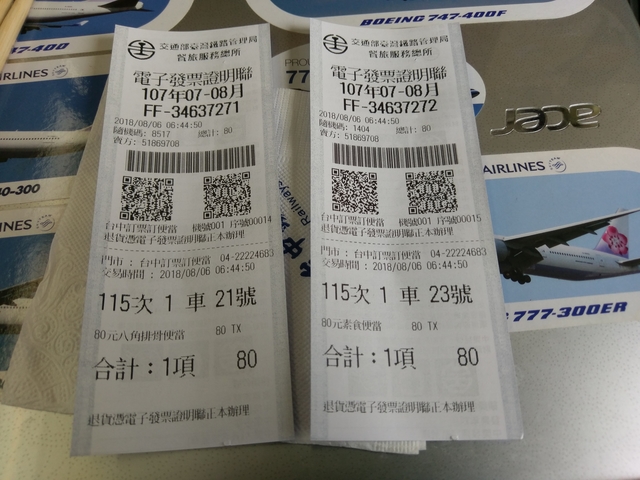 交通部臺灣鐵路管理局
餐旅服務總所
電子發票證明聯
107年07-08月
FF-34637271
2018/08/06 06:44:50
隨機碼: 8517 總計: 80
賣方: 51869708
台中訂票訂便當 機號001 序號00014
退貨憑電子發票證明聯正本辦理
門市 : 台中訂票訂便當 04-22224683
交易時間 : 2018/08/06 06:44:50
115次 1 車 21號
80元八角排骨便當 80 TX
合計：1項 80
退貨憑電子發票證明聯正本辦理
交通部臺灣鐵路管理局
餐旅服務總所
電子發票證明聯
107年07-08月
FF-34637272
2018/08/06 06:44:50
隨機碼: 1404 總計: 80
賣方: 51869708
台中訂票訂便當 機號001 序號00015
退貨憑電子發票證明聯正本辦理
門市 : 台中訂票訂便當 04-22224683
交易時間 : 2018/08/06 06:44:50
115次 1 車 23號
80元素食便當 80 TX
合計：1項 80
退貨憑電子發票證明聯正本辦理
BOEING 747-400F
47-400
acer
AIRLINES
777-300ER
Railways